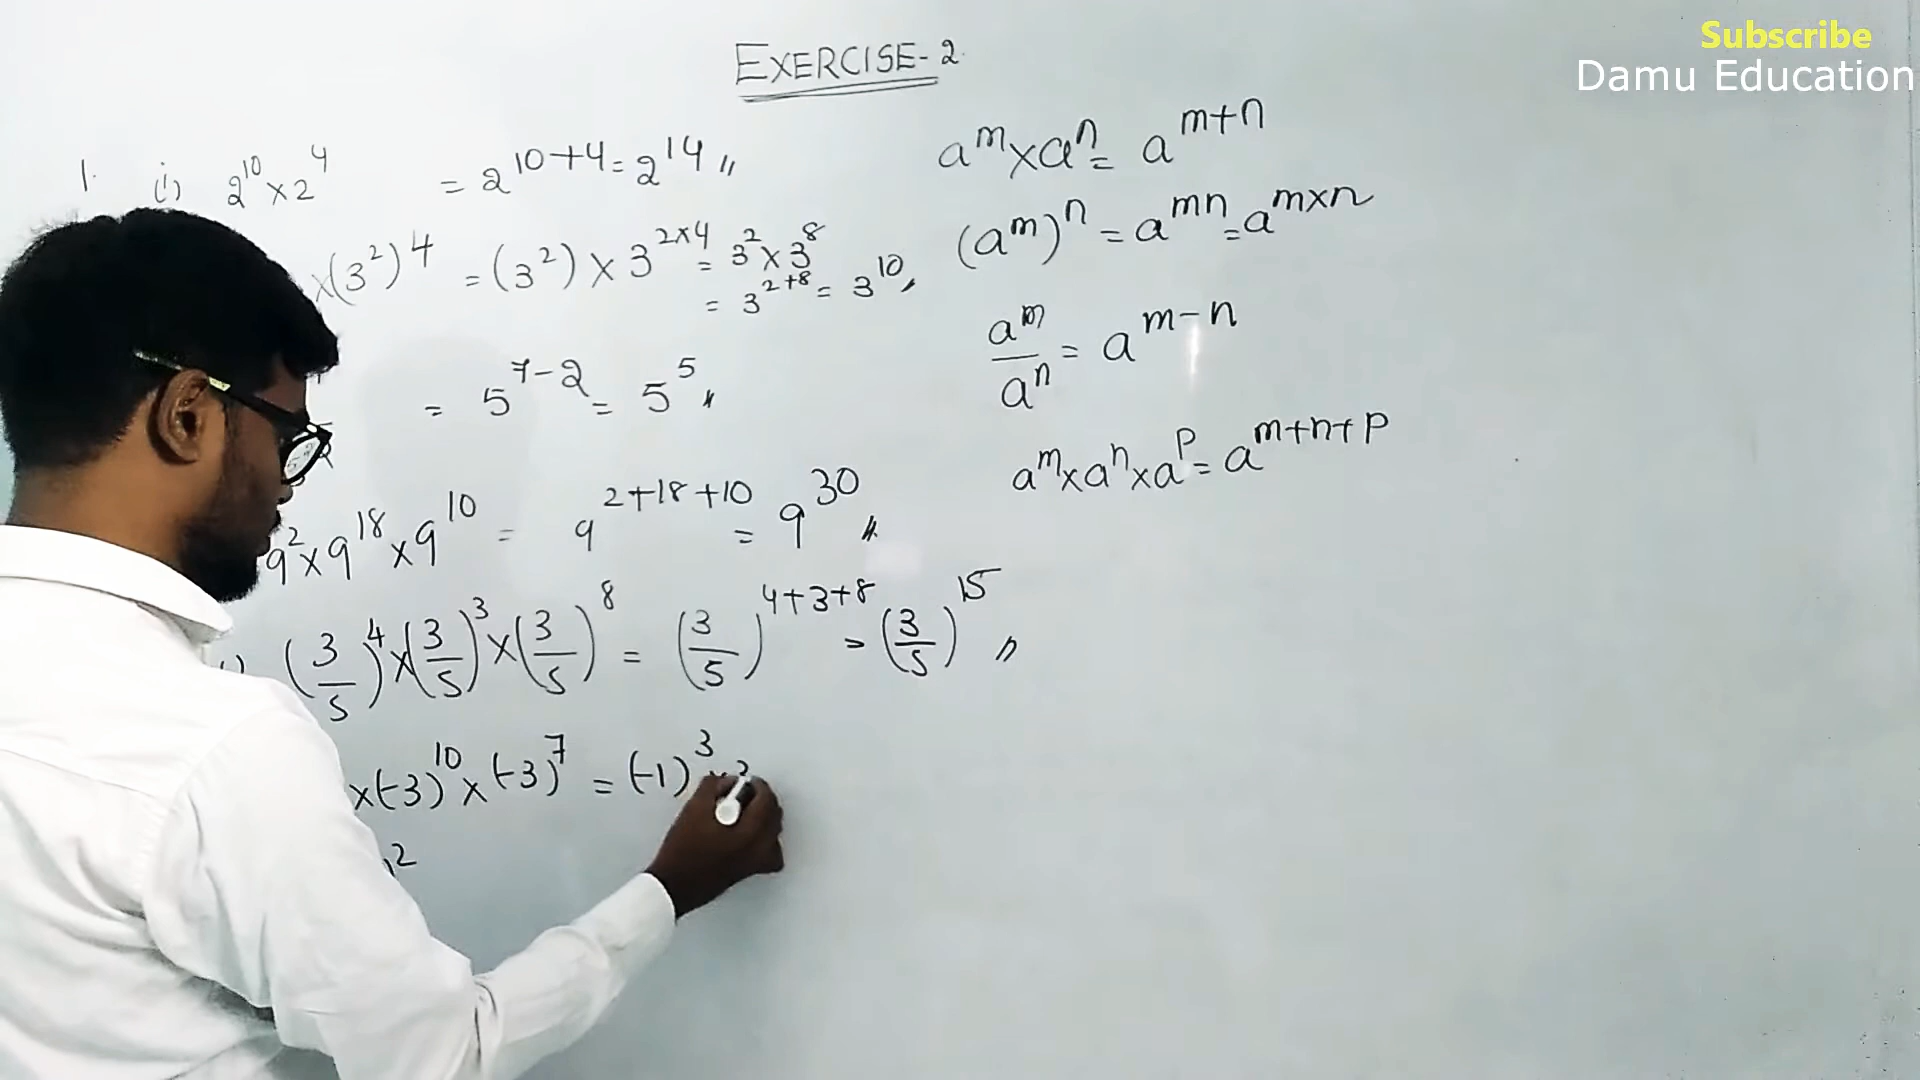 Subscribe
Damu Education
EXERCISE-2.
1. (i) 2^10 × 2^4 = 2^10+4 = 2^14 〃
×(3^2)^4 = (3^2) × 3^2×4 = 3^2 × 3^8
= 3^2+8 = 3^10 〃
= 5^7-2 = 5^5 〃
9^2 × 9^18 × 9^10 = 9^2+18+10 = 9^30 〃
(3/5)^4 × (3/5)^3 × (3/5)^8 = (3/5)^4+3+8 = (3/5)^15 〃
×(-3)^10 × (-3)^7 = (-1)^3 × 3
2
a^m × a^n = a^m+n
(a^m)^n = a^mn = a^m×n
a^m/a^n = a^m-n
a^m × a^n × a^p = a^m+n+p